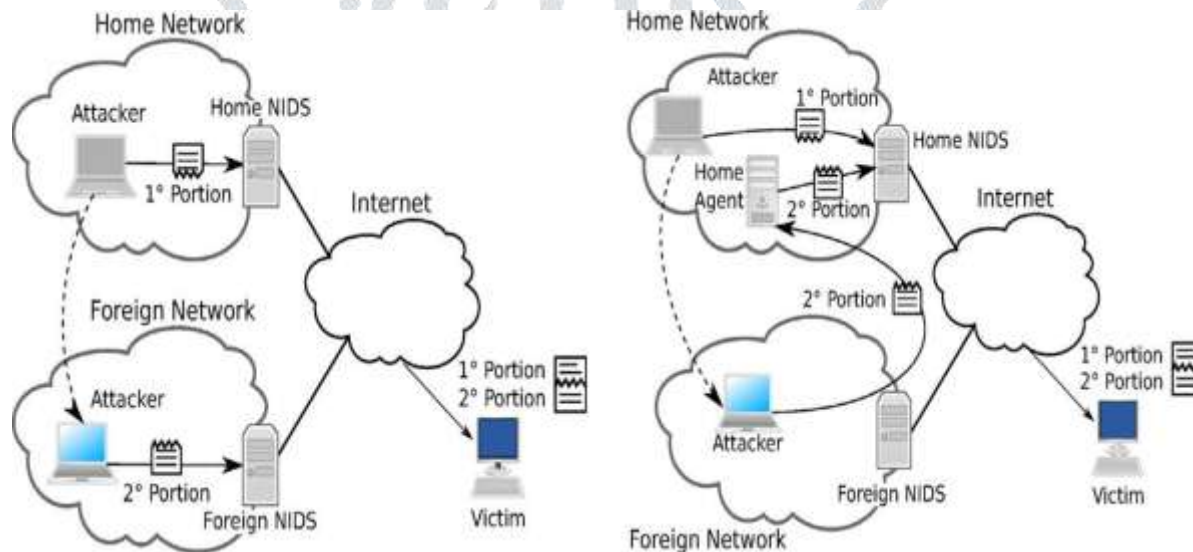 Home Network
Attacker
Home NIDS
1° Portion
Internet
Foreign Network
Attacker
2° Portion
Foreign NIDS
1° Portion
2° Portion
Victim
Home Network
Attacker
1° Portion
Home NIDS
Home
Agent
2° Portion
Internet
2° Portion
Attacker
Foreign NIDS
Foreign Network
1° Portion
2° Portion
Victim